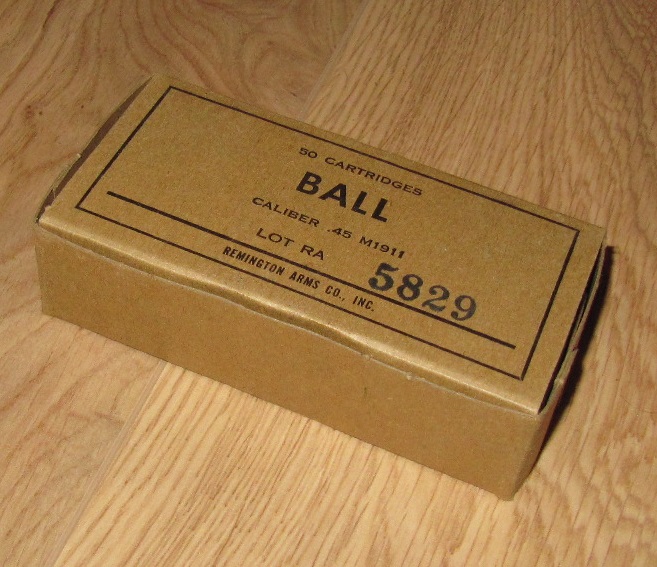 50 CARTRIDGES
BALL
CALIBER .45 M1911
LOT RA 5829
REMINGTON ARMS CO., INC.